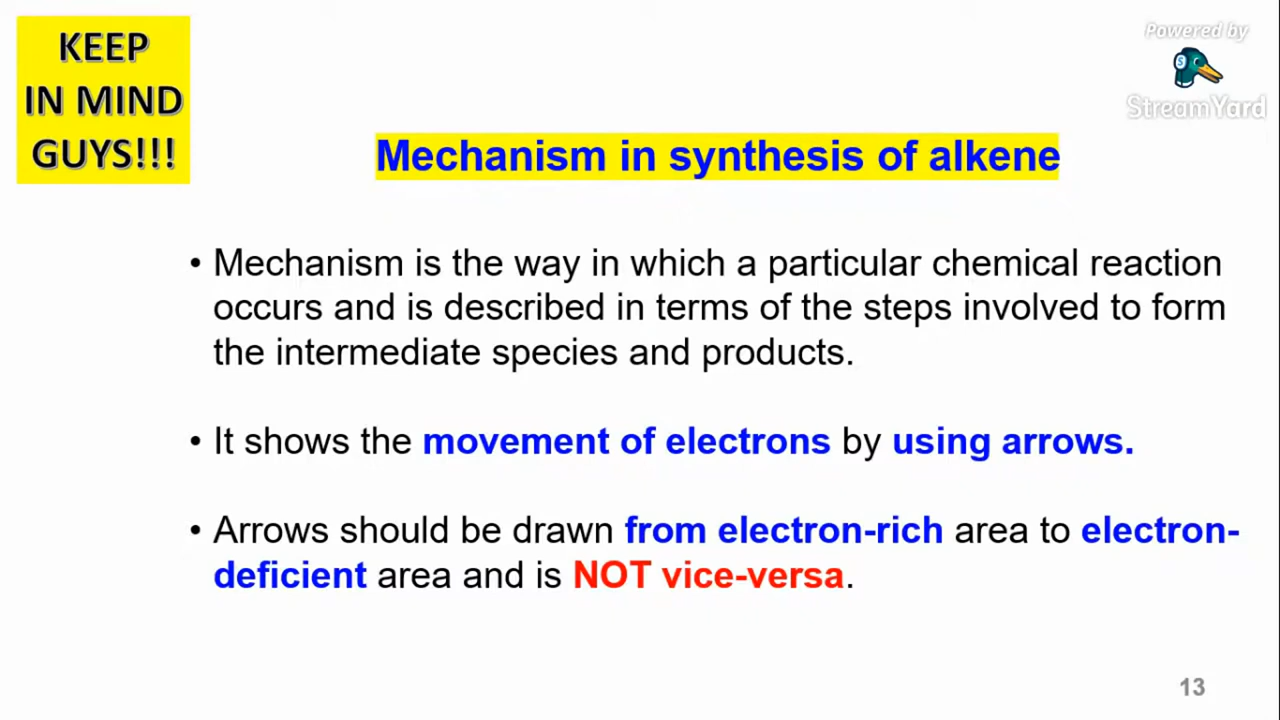 KEEP
IN MIND
GUYS!!!
Powered by
StreamYard
Mechanism in synthesis of alkene
• Mechanism is the way in which a particular chemical reaction
occurs and is described in terms of the steps involved to form
the intermediate species and products.
• It shows the movement of electrons by using arrows.
• Arrows should be drawn from electron-rich area to electron-
deficient area and is NOT vice-versa.
13